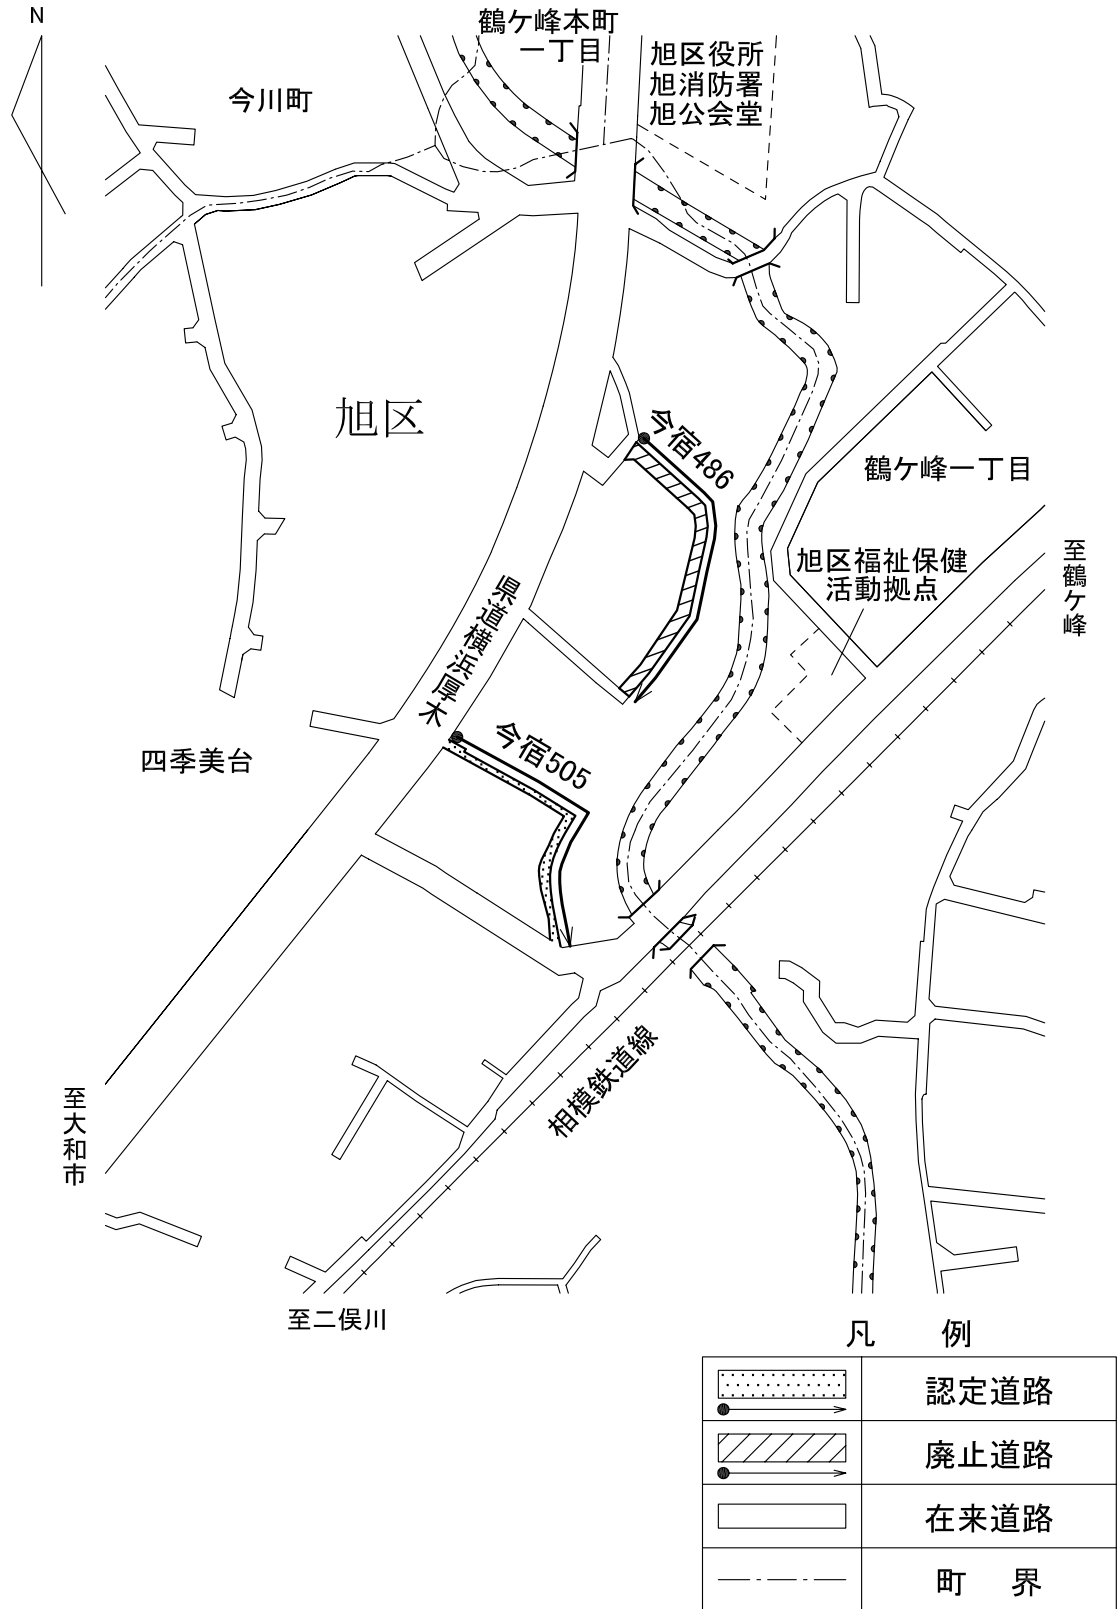 N
鶴ケ峰本町
一丁目
旭区役所
旭消防署
旭公会堂
今川町
旭区
今宿486
鶴ケ峰一丁目
旭区福祉保健
活動拠点
至鶴ケ峰
県道横浜厚木
今宿505
四季美台
相模鉄道線
至大和市
至二俣川
凡 例
認定道路
廃止道路
在来道路
町 界